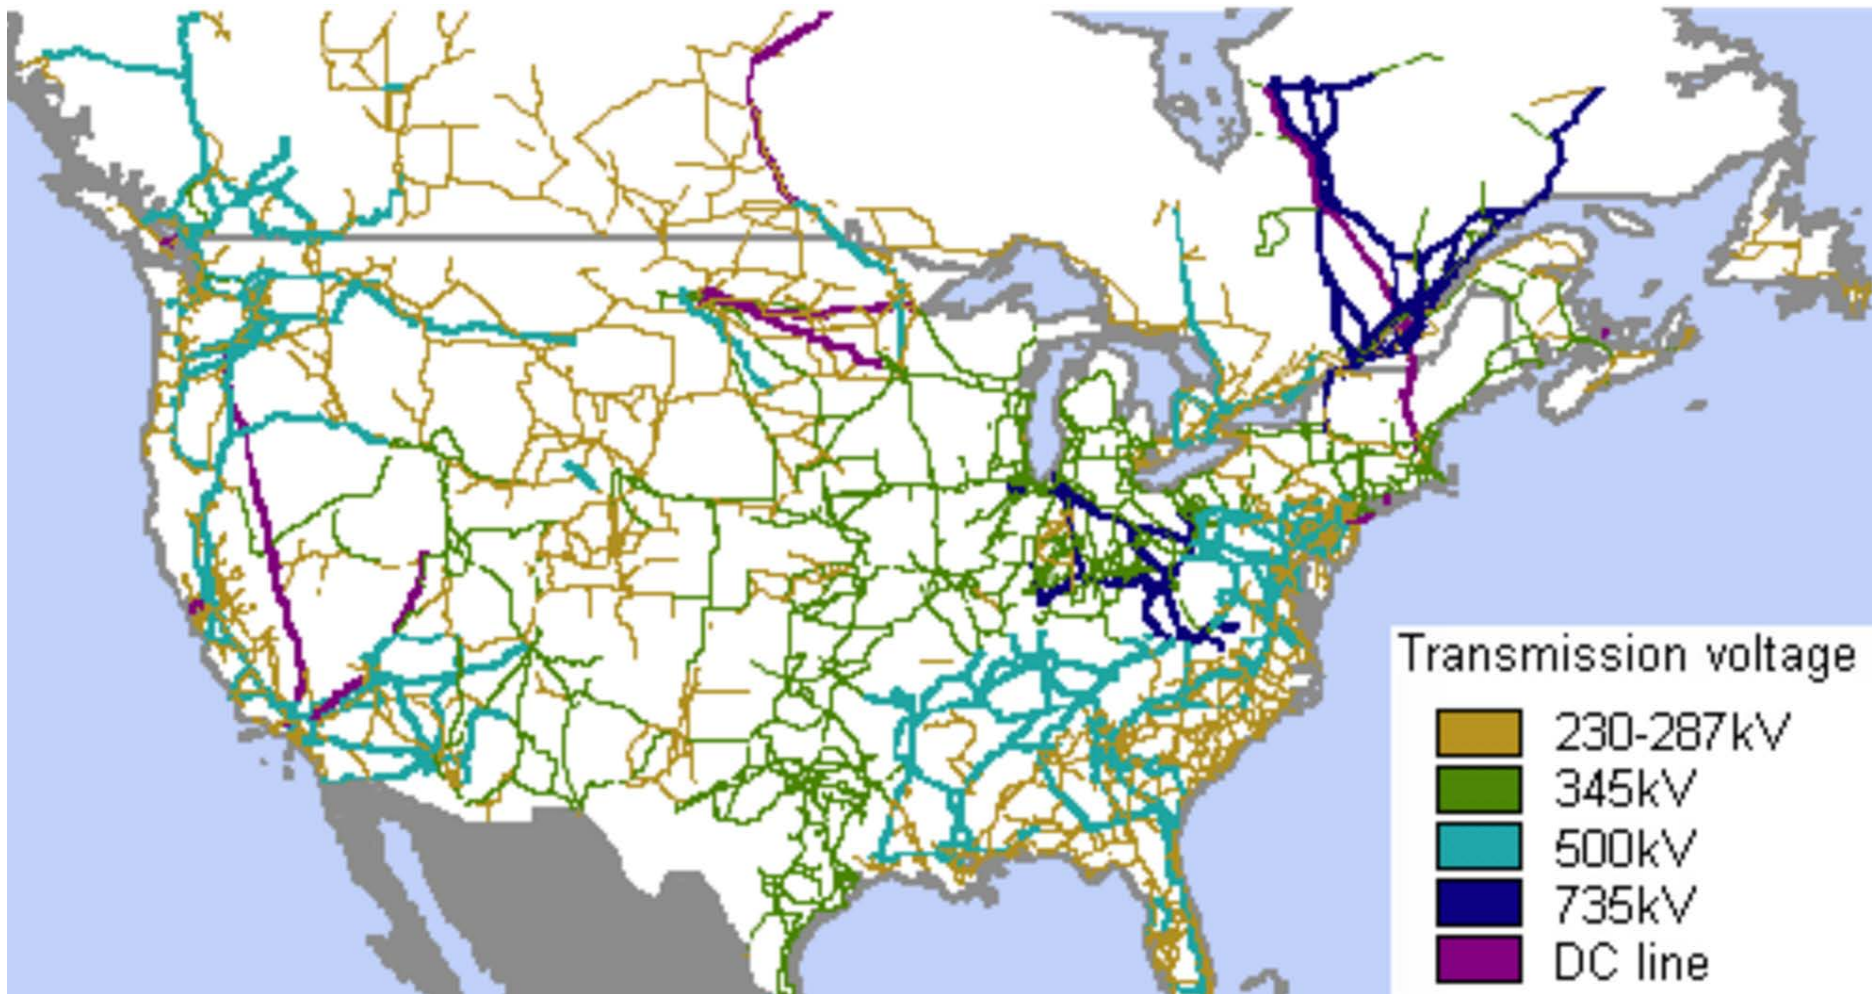 Transmission voltage
230-287kV
345kV
500kV
735kV
DC line